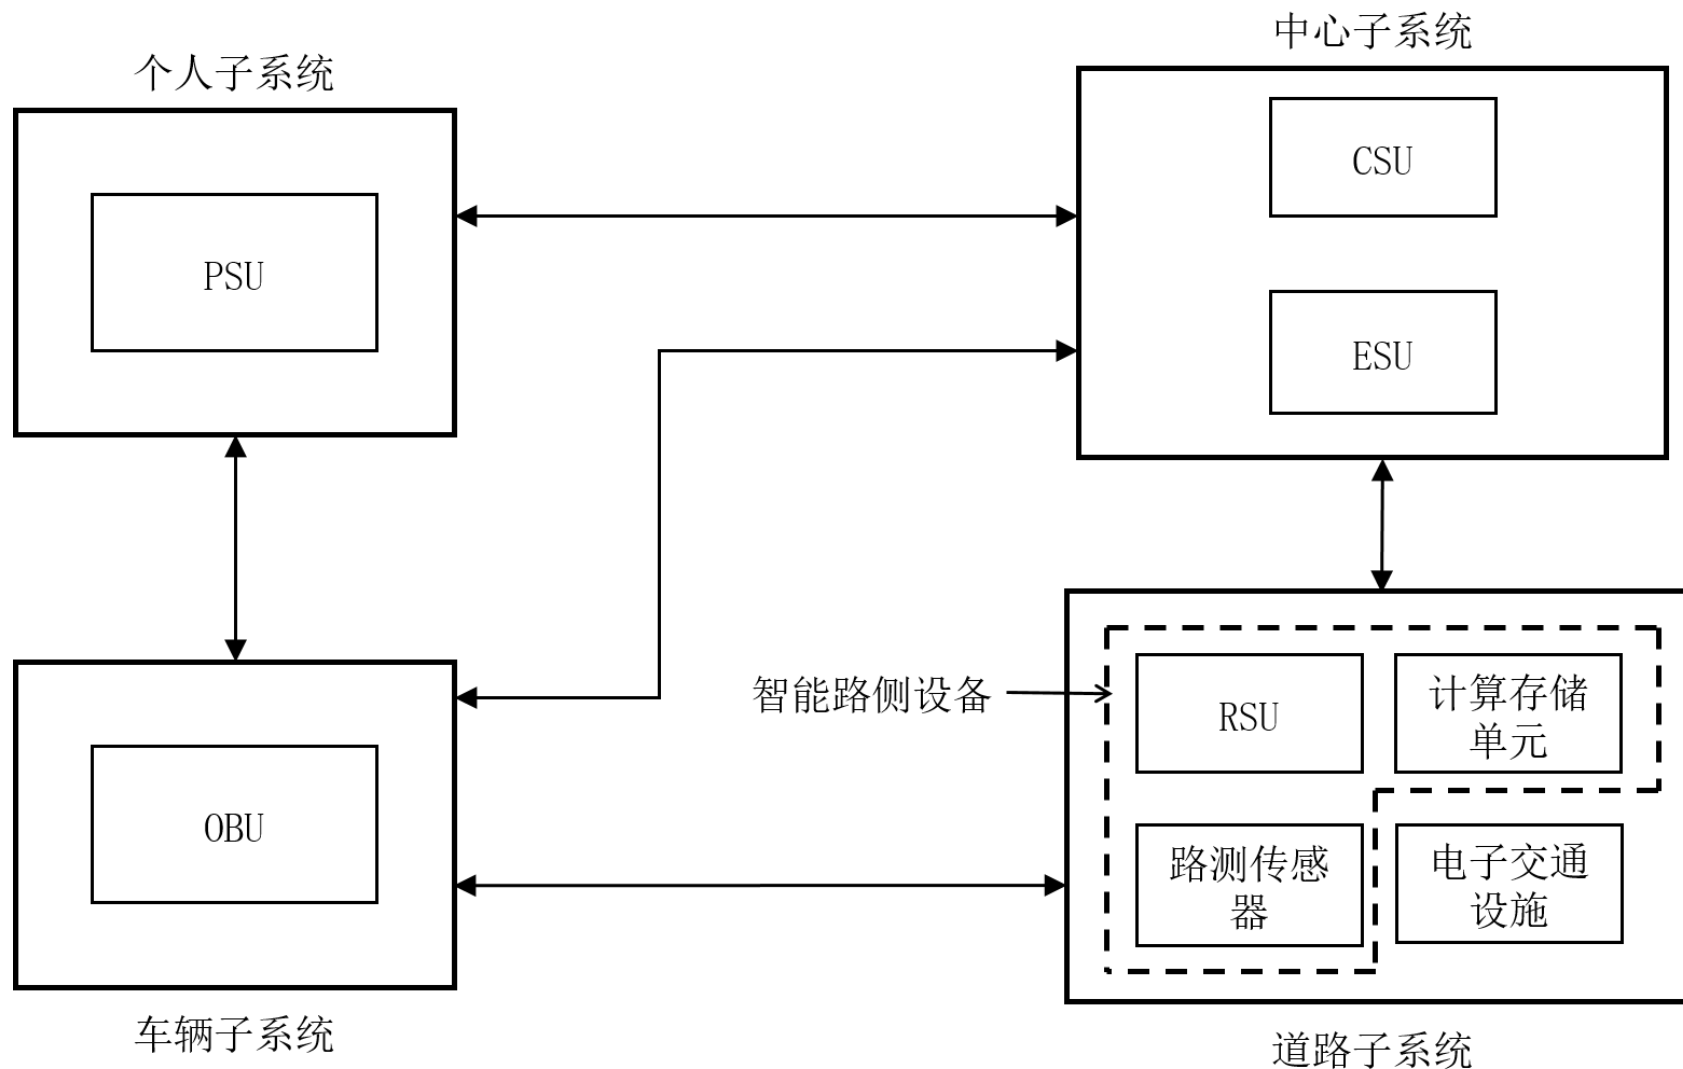 中心子系统
个人子系统
CSU
PSU
ESU
智能路侧设备
RSU
计算存储
单元
OBU
路测传感
器
电子交通
设施
车辆子系统
道路子系统